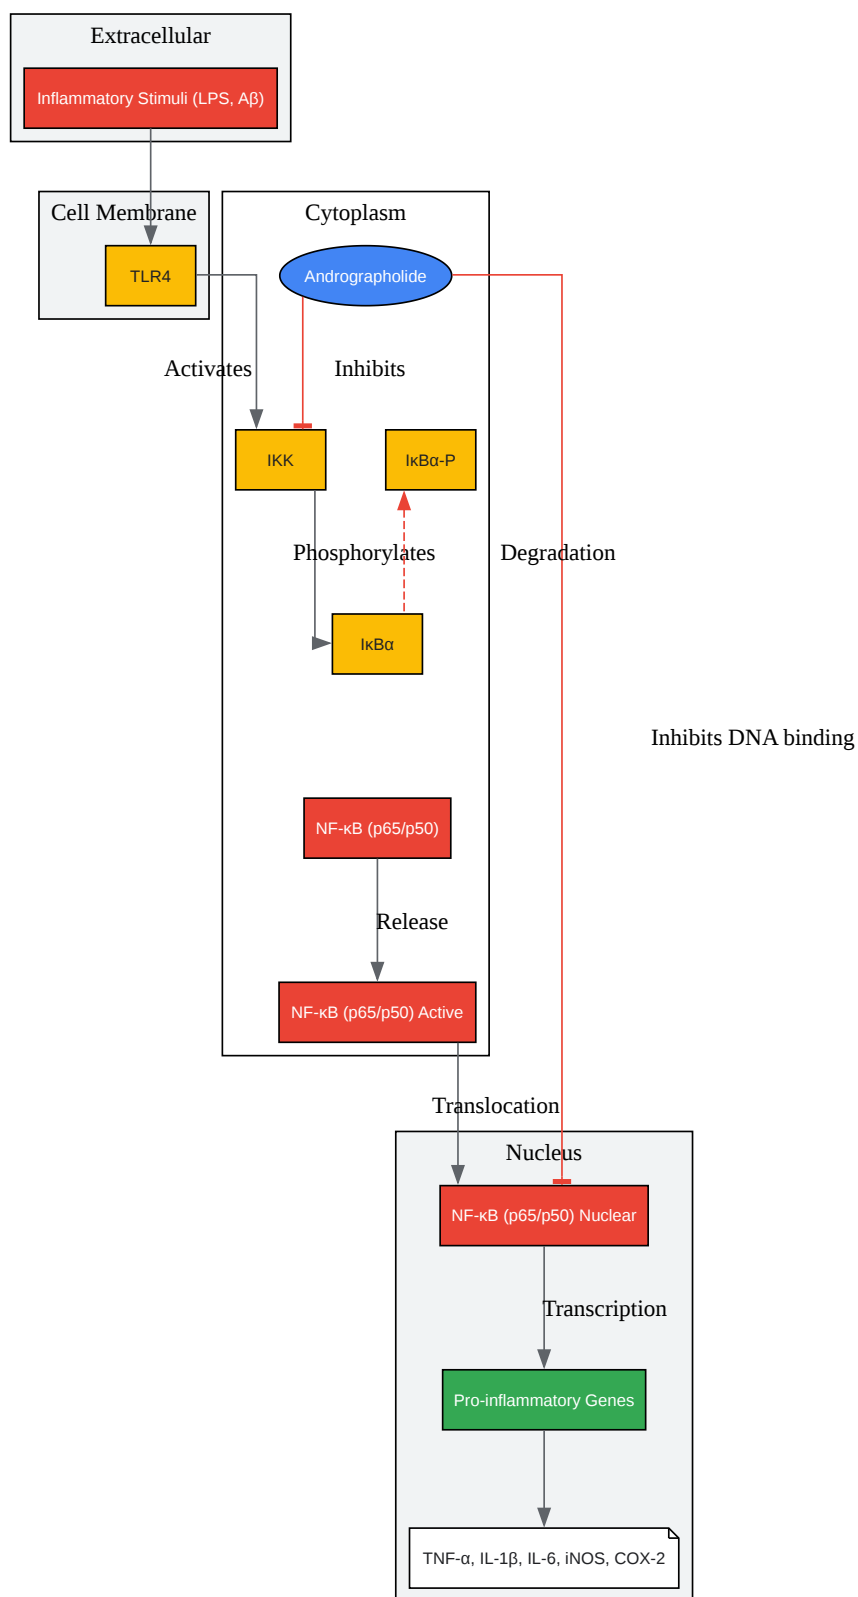 Extracellular
Inflammatory Stimuli (LPS, Aβ)
Cell Membrane
Cytoplasm
TLR4
Andrographolide
Activates
Inhibits
IKK
IκBα-P
Phosphorylates
Degradation
IκBα
Inhibits DNA binding
NF-κB (p65/p50)
Release
NF-κB (p65/p50) Active
Translocation
Nucleus
NF-κB (p65/p50) Nuclear
Transcription
Pro-inflammatory Genes
TNF-α, IL-1β, IL-6, iNOS, COX-2